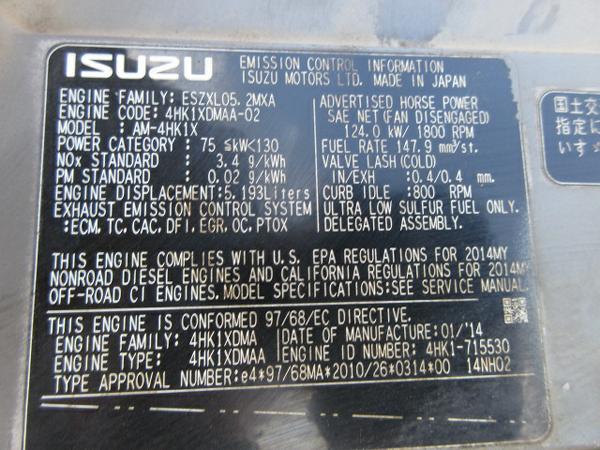 ISUZU
EMISSION CONTROL INFORMATION
ISUZU MOTORS LTD. MADE IN JAPAN
ENGINE FAMILY: ESZXL05.2MXA
ENGINE CODE: 4HK1XDMAA-02
MODEL : AM-4HK1X
POWER CATEGORY : 75 ≦kW<130
NOx STANDARD : 3.4 g/kWh
PM STANDARD : 0.02 g/kWh
ENGINE DISPLACEMENT:5.193Liters
EXHAUST EMISSION CONTROL SYSTEM
:ECM, TC, CAC, DFI, EGR, OC, PTOX
ADVERTISED HORSE POWER
SAE NET (FAN DISENGAGED)
124.0 kW/ 1800 RPM
FUEL RATE 147.9 mm³/st.
VALVE LASH(COLD)
IN/EXH :0.4/0.4 mm.
CURB IDLE :800 RPM
ULTRA LOW SULFUR FUEL ONLY.
DELEGATED ASSEMBLY.
THIS ENGINE COMPLIES WITH U.S. EPA REGULATIONS FOR 2014MY
NONROAD DIESEL ENGINES AND CALIFORNIA REGULATIONS FOR 2014MY
OFF-ROAD CI ENGINES. MODEL SPECIFICATIONS:SEE SERVICE MANUAL.
THIS ENGINE IS CONFORMED 97/68/EC DIRECTIVE.
ENGINE FAMILY: 4HK1XDMA DATE OF MANUFACTURE:01/'14
ENGINE TYPE: 4HK1XDMAA ENGINE ID NUMBER: 4HK1-715530
TYPE APPROVAL NUMBER:e4*97/68MA*2010/26*0314*00 14NH02
国土交
指定に
います